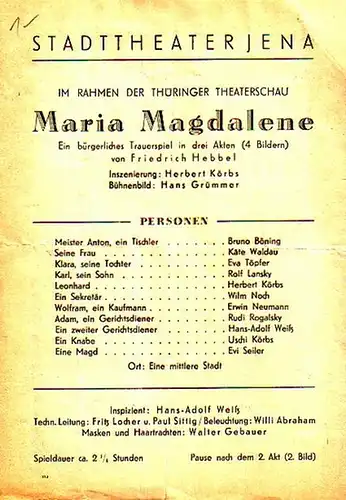 1-
STADTTHEATER JENA
IM RAHMEN DER THÜRINGER THEATERSCHAU
Maria Magdalene
Ein bürgerliches Trauerspiel in drei Akten (4 Bildern)
von Friedrich Hebbel
Inszenierung: Herbert Körbs
Bühnenbild: Hans Grümmer
PERSONEN
Meister Anton, ein Tischler . . . . . . . . Bruno Böning
Seine Frau . . . . . . . . Käte Waldau
Klara, seine Tochter . . . . . . . . Eva Töpfer
Karl, sein Sohn . . . . . . . . Rolf Lansky
Leonhard . . . . . . . . Herbert Körbs
Ein Sekretär . . . . . . . . Wilm Noch
Wolfram, ein Kaufmann . . . . . . . . Erwin Neumann
Adam, ein Gerichtsdiener . . . . . . . . Rudi Rogalsky
Ein zweiter Gerichtsdiener . . . . . . . . Hans-Adolf Weiß
Ein Knabe . . . . . . . . Uschi Körbs
Eine Magd . . . . . . . . Evi Seiler
Ort: Eine mittlere Stadt
Inspizient: Hans-Adolf Weiß
Techn. Leitung: Fritz Locher u. Paul Sittig / Beleuchtung: Willi Abraham
Masken und Haartrachten: Walter Gebauer
Spieldauer ca. 2 ¼ Stunden Pause nach dem 2. Akt (2. Bild)